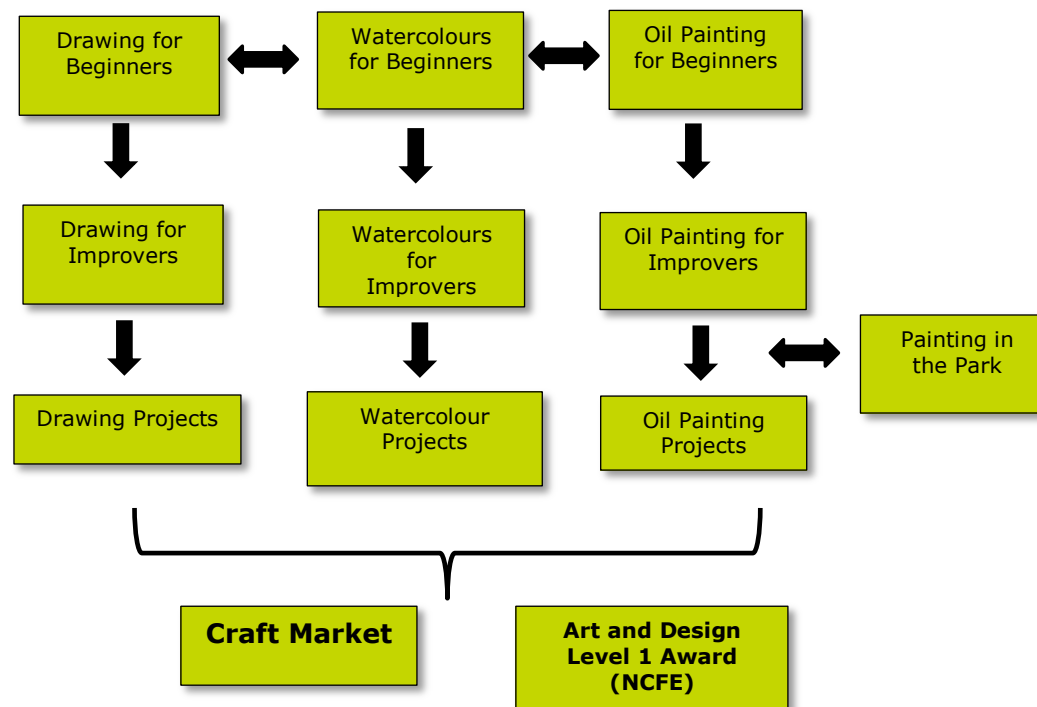 Drawing for
Beginners
Watercolours
for Beginners
Oil Painting
for Beginners
Drawing for
Improvers
Watercolours
for
Improvers
Oil Painting for
Improvers
Painting in
the Park
Drawing Projects
Watercolour
Projects
Oil Painting
Projects
Craft Market
Art and Design
Level 1 Award
(NCFE)